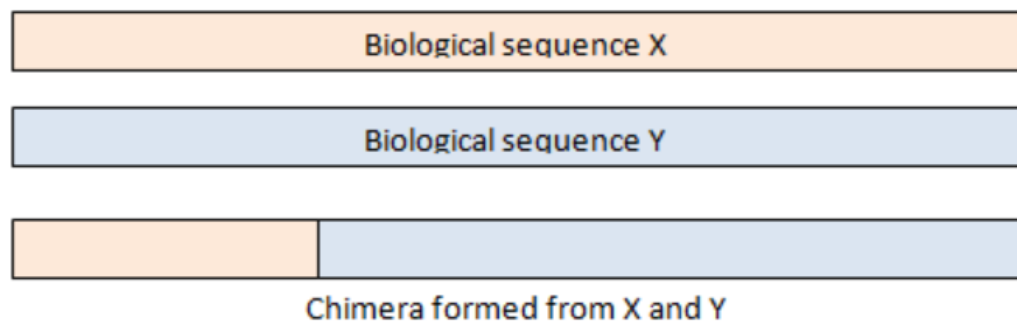 Biological sequence X
Biological sequence Y
Chimera formed from X and Y